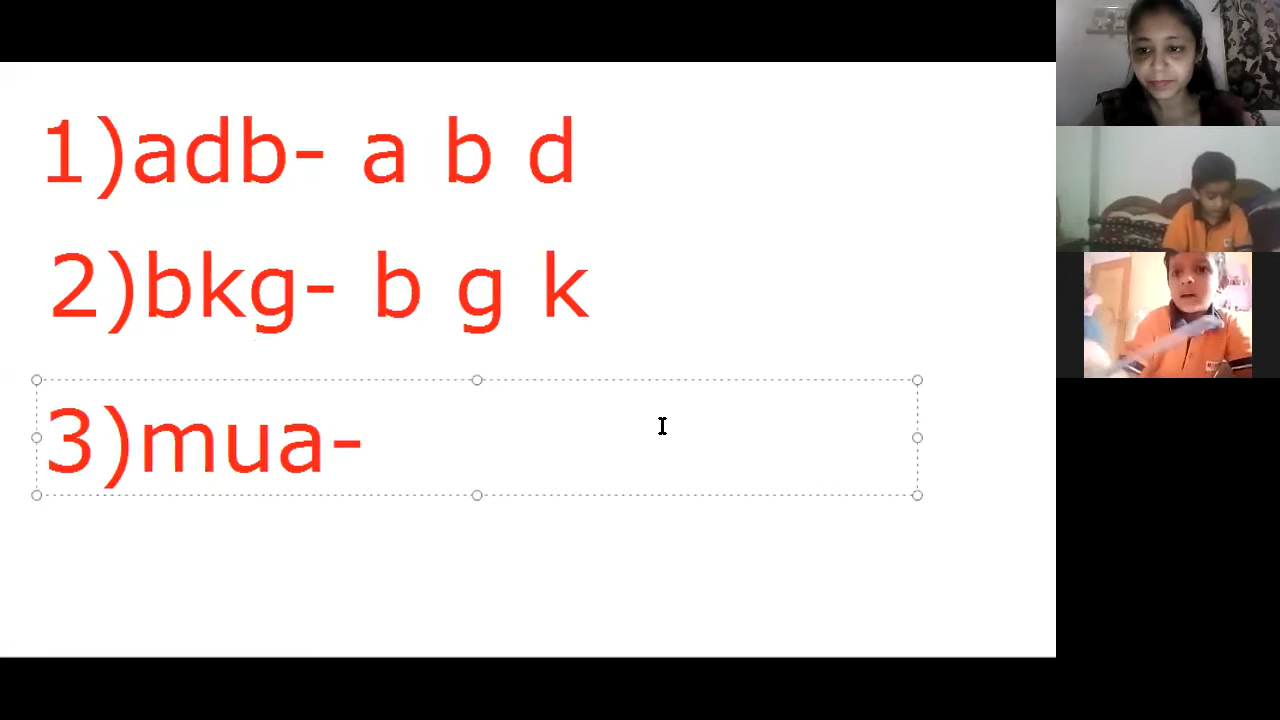 1)adb- a b d
2)bkg- b g k
3)mua-